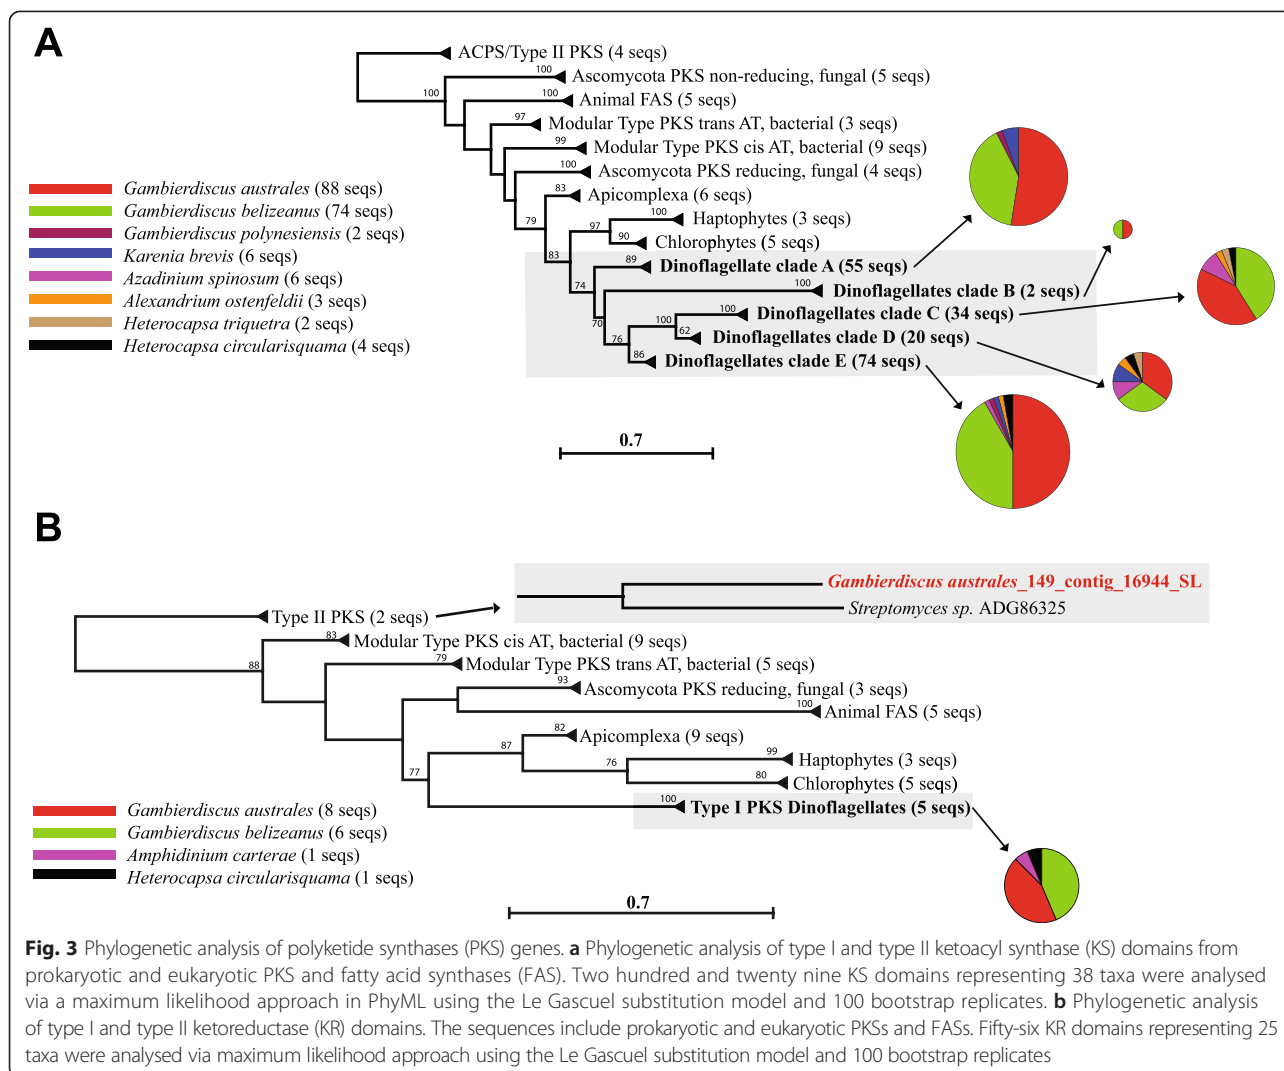 A
ACPS/Type II PKS (4 seqs)
100
Ascomycota PKS non-reducing, fungal (5 seqs)
100
100
Animal FAS (5 seqs)
97
Modular Type PKS trans AT, bacterial (3 seqs)
99
Modular Type PKS cis AT, bacterial (9 seqs)
100
Ascomycota PKS reducing, fungal (4 seqs)
83
Apicomplexa (6 seqs)
79
100
Haptophytes (3 seqs)
97
90
Chlorophytes (5 seqs)
83
89
Dinoflagellate clade A (55 seqs)
74
100
Dinoflagellates clade B (2 seqs)
70
100
Dinoflagellates clade C (34 seqs)
100
62
Dinoflagellates clade D (20 seqs)
76
86
Dinoflagellates clade E (74 seqs)
Gambierdiscus australes (88 seqs)
Gambierdiscus belizeanus (74 seqs)
Gambierdiscus polynesiensis (2 seqs)
Karenia brevis (6 seqs)
Azadinium spinosum (6 seqs)
Alexandrium ostenfeldii (3 seqs)
Heterocapsa triquetra (2 seqs)
Heterocapsa circularisquama (4 seqs)
0.7
B
Gambierdiscus australes_149_contig_16944_SL
Streptomyces sp. ADG86325
Type II PKS (2 seqs)
83
Modular Type PKS cis AT, bacterial (9 seqs)
88
79
Modular Type PKS trans AT, bacterial (5 seqs)
93
Ascomycota PKS reducing, fungal (3 seqs)
100
Animal FAS (5 seqs)
82
Apicomplexa (9 seqs)
87
99
Haptophytes (3 seqs)
76
80
Chlorophytes (5 seqs)
77
100
Type I PKS Dinoflagellates (5 seqs)
Gambierdiscus australes (8 seqs)
Gambierdiscus belizeanus (6 seqs)
Amphidinium carterae (1 seqs)
Heterocapsa circularisquama (1 seqs)
0.7
Fig. 3 Phylogenetic analysis of polyketide synthases (PKS) genes. a Phylogenetic analysis of type I and type II ketoacyl synthase (KS) domains from
prokaryotic and eukaryotic PKS and fatty acid synthases (FAS). Two hundred and twenty nine KS domains representing 38 taxa were analysed
via a maximum likelihood approach in PhyML using the Le Gascuel substitution model and 100 bootstrap replicates. b Phylogenetic analysis
of type I and type II ketoreductase (KR) domains. The sequences include prokaryotic and eukaryotic PKSs and FASs. Fifty-six KR domains representing 25
taxa were analysed via maximum likelihood approach using the Le Gascuel substitution model and 100 bootstrap replicates